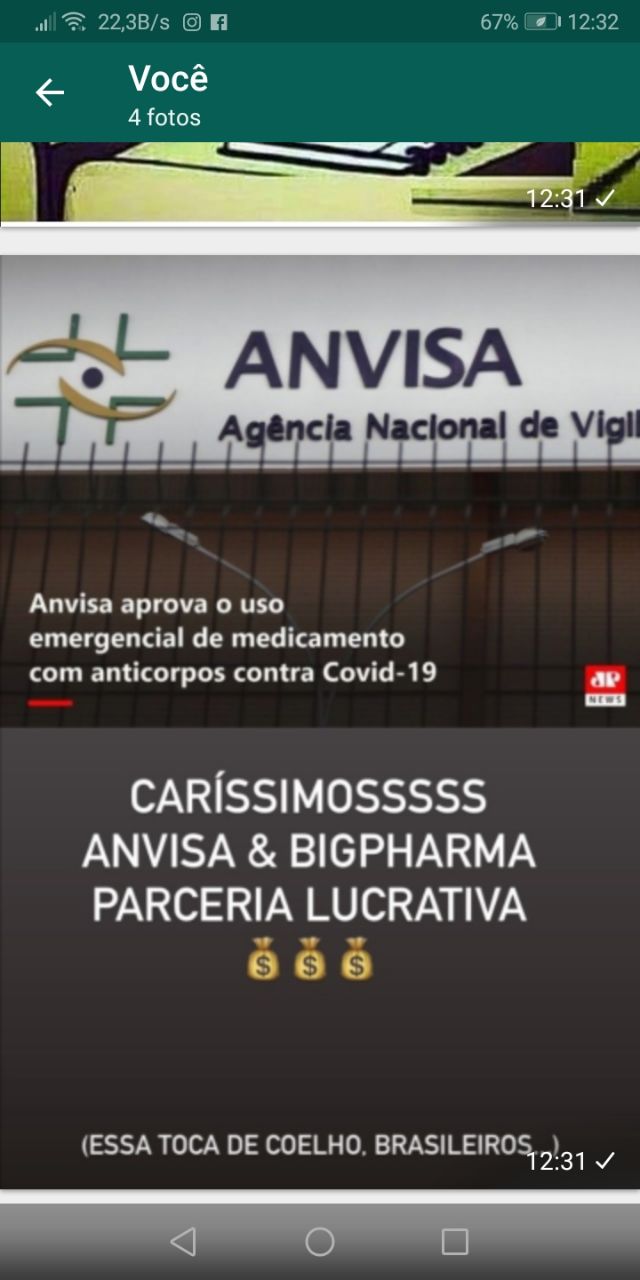 22,3B/s
67%
12:32
Você
4 fotos
12:31
ANVISA
Agência Nacional de Vigil
Anvisa aprova o uso
emergencial de medicamento
com anticorpos contra Covid-19
JP
NEWS
CARÍSSIMOSSSSS
ANVISA & BIGPHARMA
PARCERIA LUCRATIVA
(ESSA TOCA DE COELHO, BRASILEIROS...)
12:31